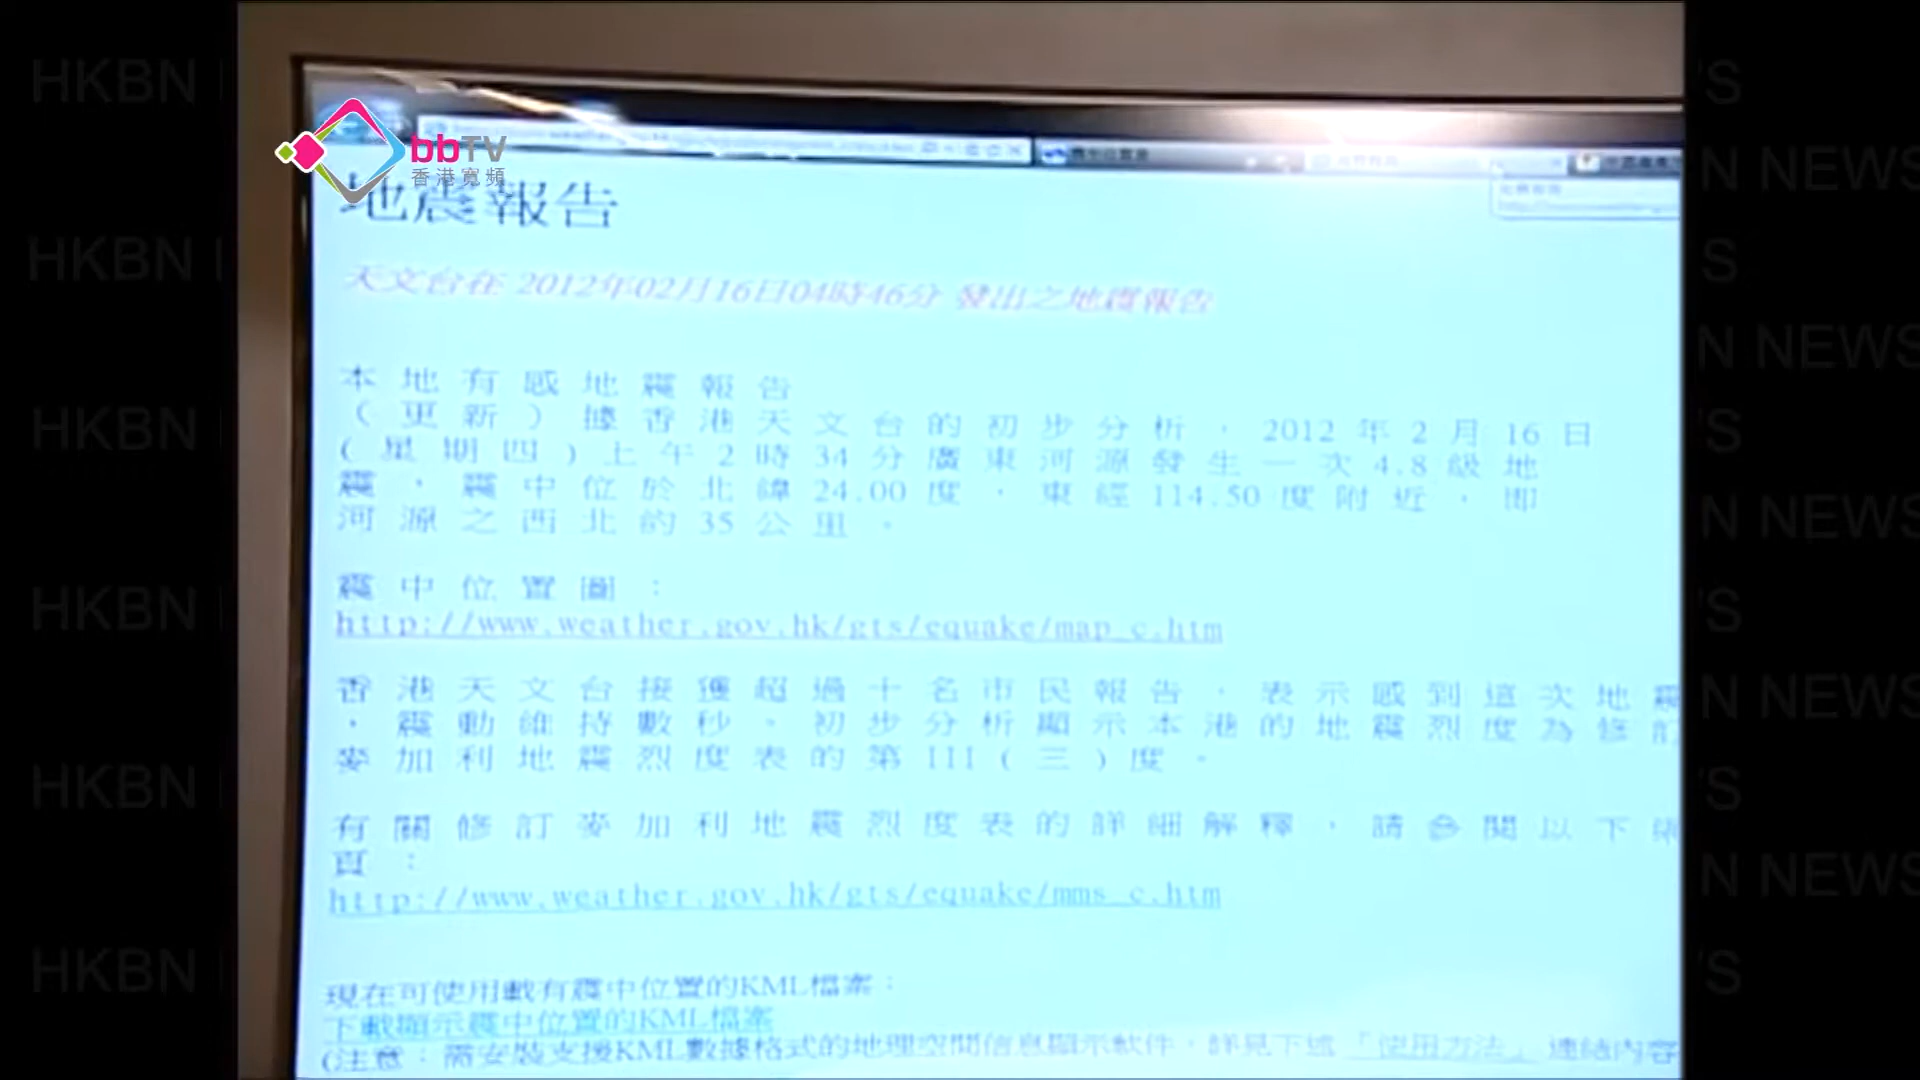 bbTV
香港寬頻
地震報告
天文台在 2012年02月16日04時46分 發出之地震報告
本地有感地震報告
（更新）據香港天文台的初步分析，2012年2月16日
(星期四)上午2時34分廣東河源發生一次4.8級地
震，震中位於北緯24.00度，東經114.50度附近，即
河源之西北約35公里。
震中位置圖：
http://www.weather.gov.hk/gts/equake/map_c.htm
香港天文台接獲超過十名市民報告，表示感到這次地震
，震動維持數秒。初步分析顯示本港的地震烈度為修訂
麥加利地震烈度表的第III(三)度。
有關修訂麥加利地震烈度表的詳細解釋，請參閱以下
頁：
http://www.weather.gov.hk/gts/equake/mms_c.htm
現在可使用載有震中位置的KML檔案：
下載顯示震中位置的KML檔案
(注意：需安裝支援KML數據格式的地理空間信息顯示軟件，詳見下述「使用方法」連結內容
HKBN
HKBN
HKBN
HKBN
HKBN
HKBN
N NEWS
N NEWS
N NEWS
N NEWS
N NEWS